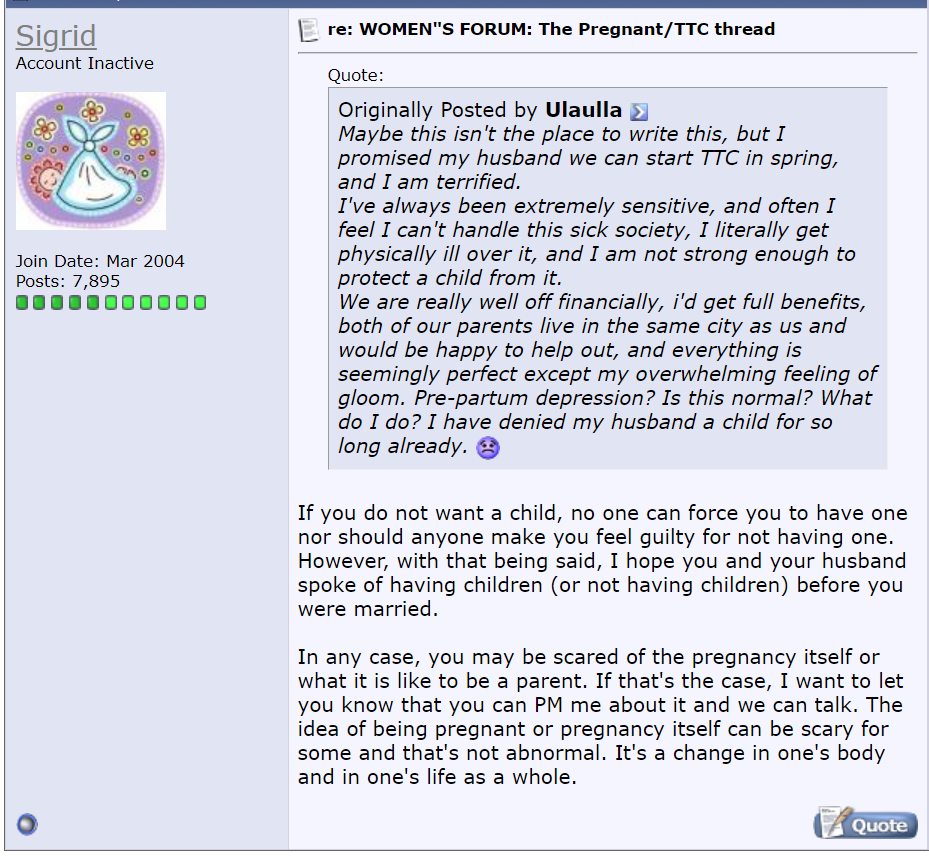 Sigrid
Account Inactive
Join Date: Mar 2004
Posts: 7,895
re: WOMEN"S FORUM: The Pregnant/TTC thread
Quote:
Originally Posted by Ulaulla
Maybe this isn't the place to write this, but I
promised my husband we can start TTC in spring,
and I am terrified.
I've always been extremely sensitive, and often I
feel I can't handle this sick society, I literally get
physically ill over it, and I am not strong enough to
protect a child from it.
We are really well off financially, i'd get full benefits,
both of our parents live in the same city as us and
would be happy to help out, and everything is
seemingly perfect except my overwhelming feeling of
gloom. Pre-partum depression? Is this normal? What
do I do? I have denied my husband a child for so
long already.
If you do not want a child, no one can force you to have one
nor should anyone make you feel guilty for not having one.
However, with that being said, I hope you and your husband
spoke of having children (or not having children) before you
were married.
In any case, you may be scared of the pregnancy itself or
what it is like to be a parent. If that's the case, I want to let
you know that you can PM me about it and we can talk. The
idea of being pregnant or pregnancy itself can be scary for
some and that's not abnormal. It's a change in one's body
and in one's life as a whole.
Quote